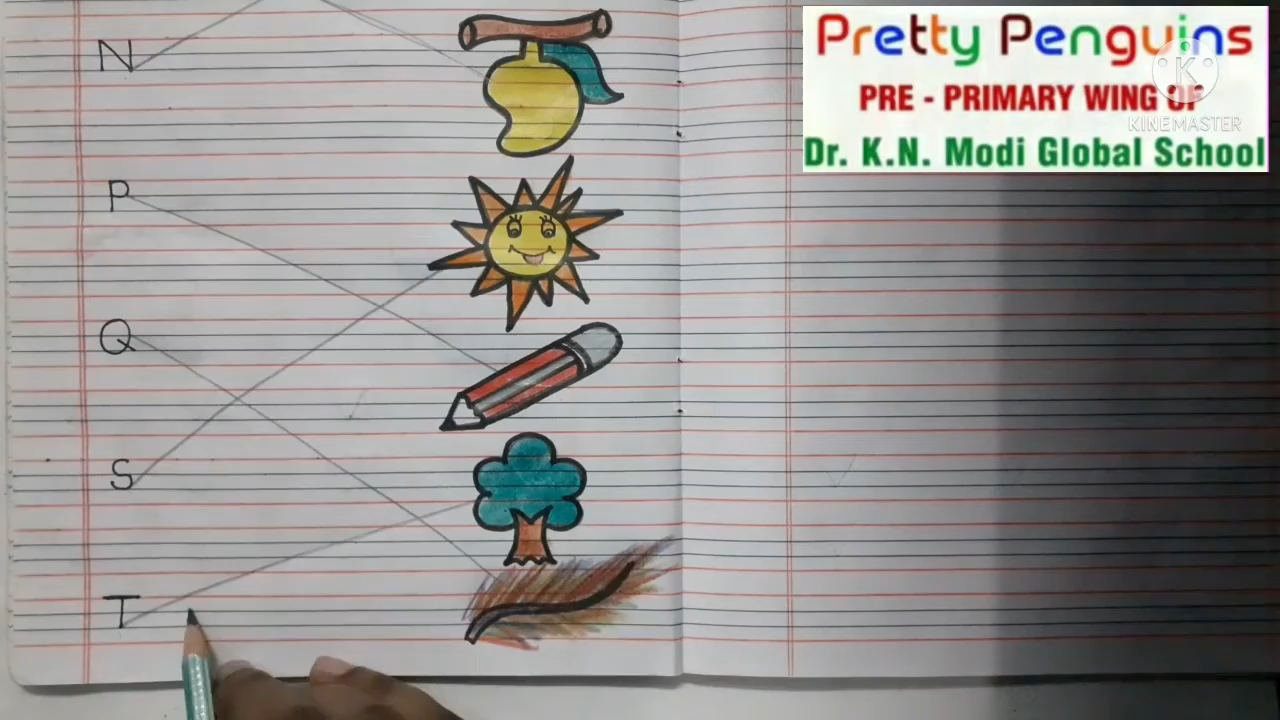 N
P
Q
S
T
Pretty Penguins
PRE - PRIMARY WING OF
Dr. K.N. Modi Global School
K
KINEMASTER